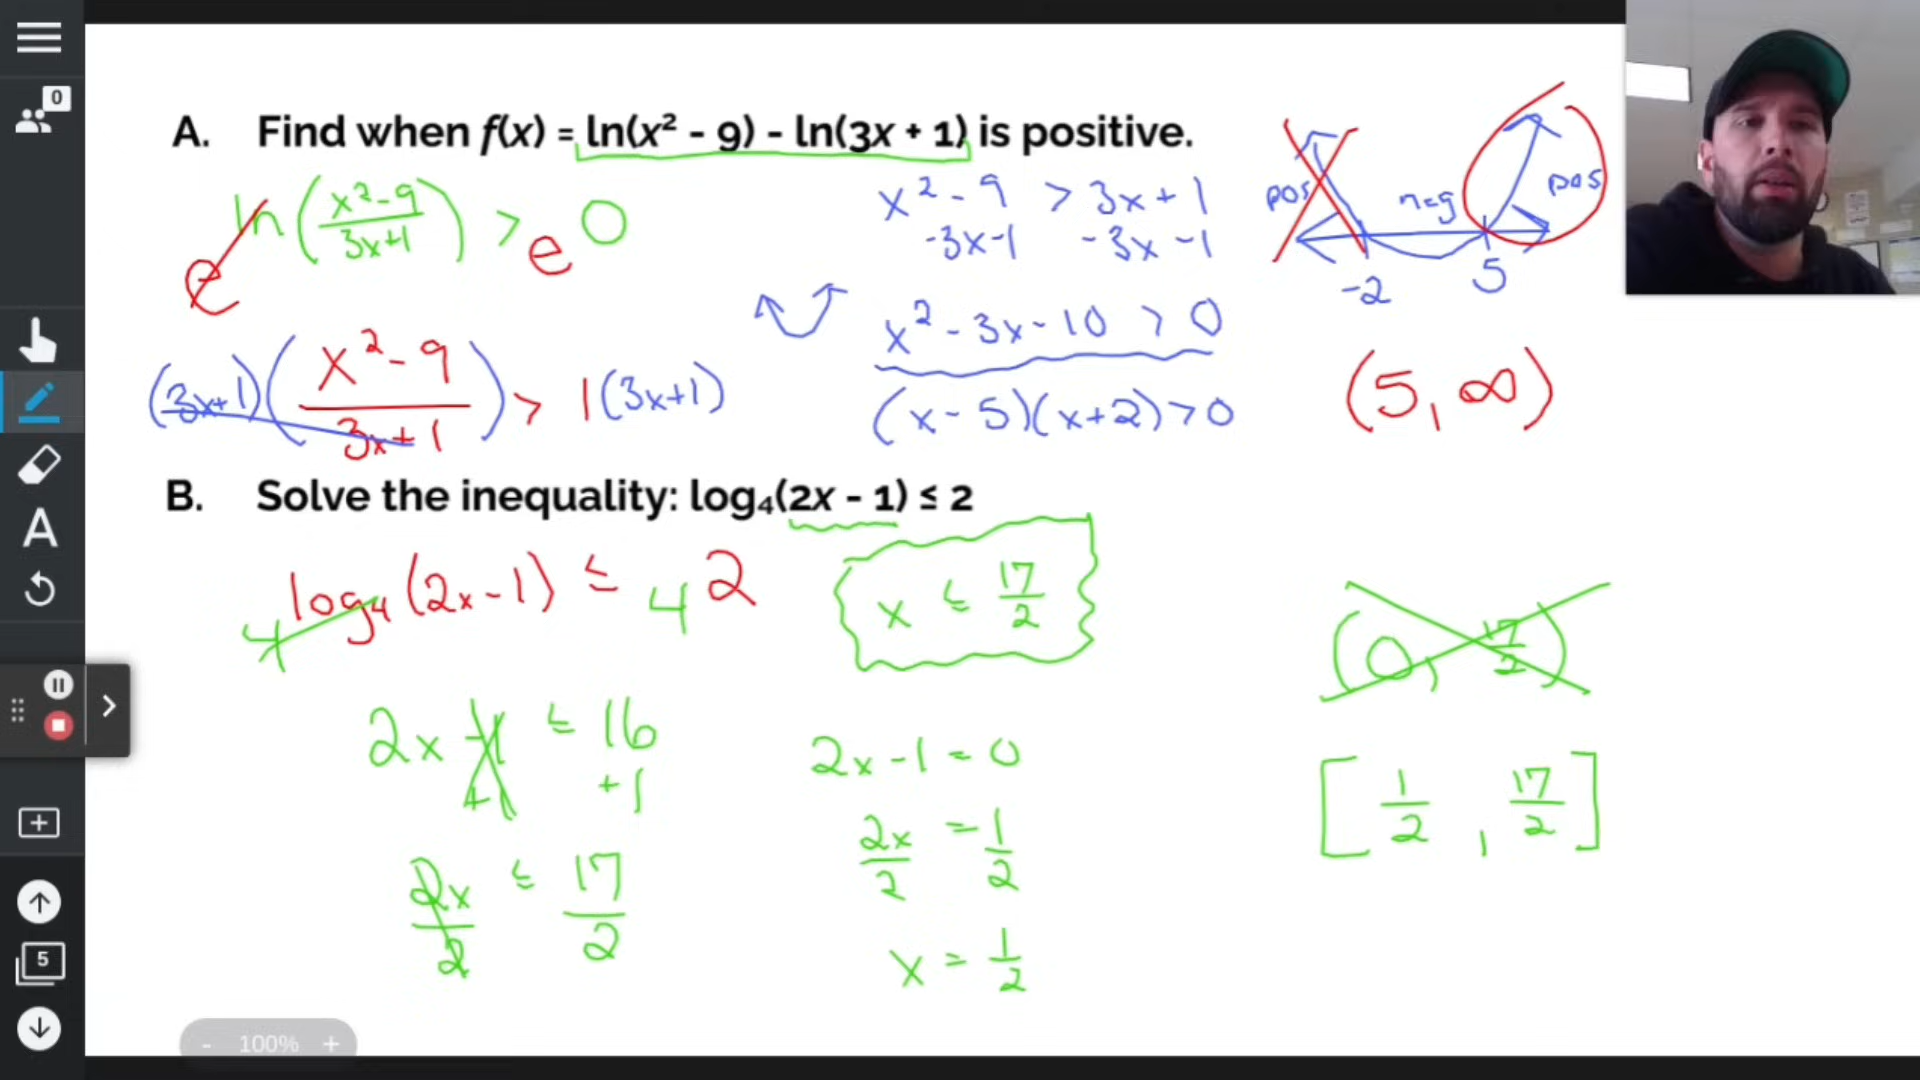 0
A. Find when f(x) = ln(x² - 9) - ln(3x + 1) is positive.
ln(x²-9/3x+1) > 0
e e
(3x+1)(x²-9/3x+1) > 1(3x+1)
x²-9 > 3x+1
-3x-1 -3x-1
x²-3x-10 > 0
(x-5)(x+2)>0
pos neg pos
-2 5
(5, ∞)
B. Solve the inequality: log₄(2x - 1) ≤ 2
4 log₄(2x-1) ≤ 4 2
x ≤ 17/2
(0, 17/2)
2x -1 ≤ 16
+1 +1
2x/2 ≤ 17/2
2x-1=0
2x/2 = 1/2
x = 1/2
[1/2, 17/2]
A
5
- 100% +